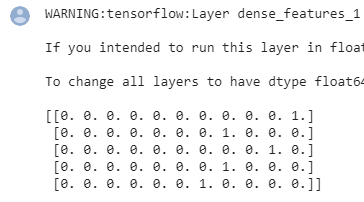 WARNING:tensorflow:Layer dense_features_1
If you intended to run this layer in float
To change all layers to have dtype float64
[[0. 0. 0. 0. 0. 0. 0. 0. 0. 0. 1.]
[0. 0. 0. 0. 0. 0. 0. 1. 0. 0. 0.]
[0. 0. 0. 0. 0. 0. 0. 0. 0. 1. 0.]
[0. 0. 0. 0. 0. 0. 0. 1. 0. 0. 0.]
[0. 0. 0. 0. 0. 0. 1. 0. 0. 0. 0.]]